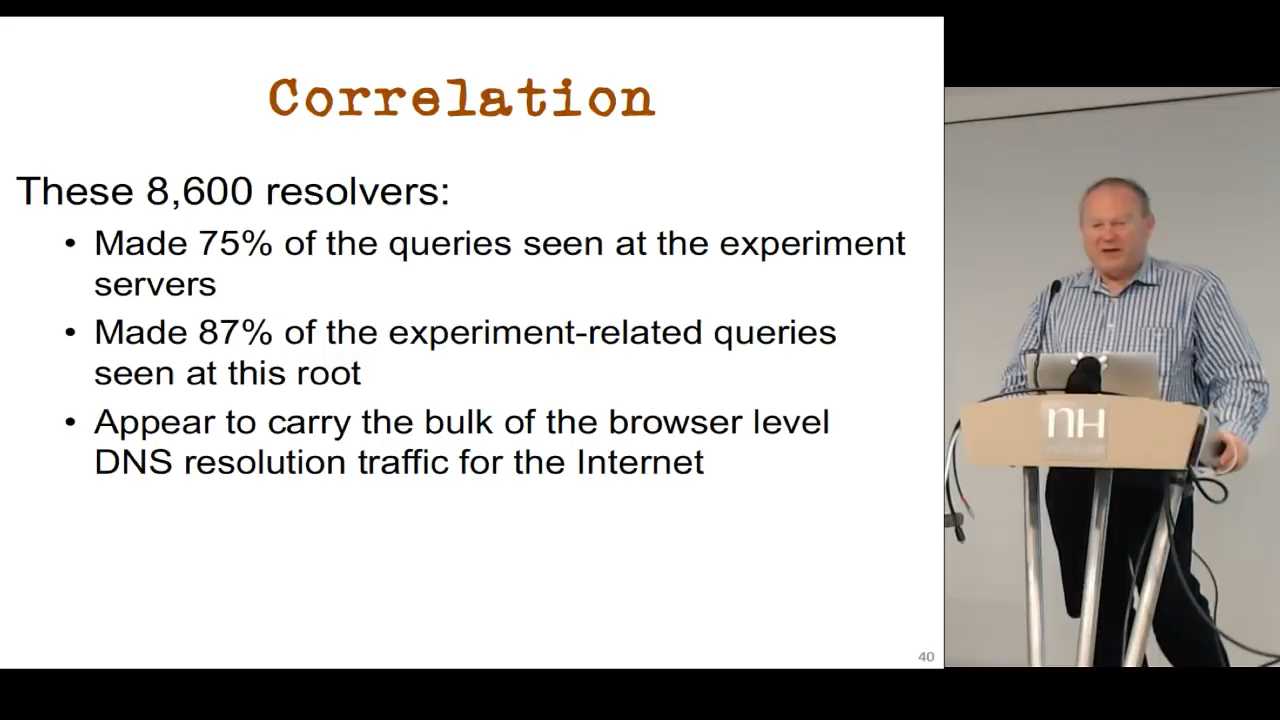 Correlation
These 8,600 resolvers:
• Made 75% of the queries seen at the experiment
servers
• Made 87% of the experiment-related queries
seen at this root
• Appear to carry the bulk of the browser level
DNS resolution traffic for the Internet
40
nH